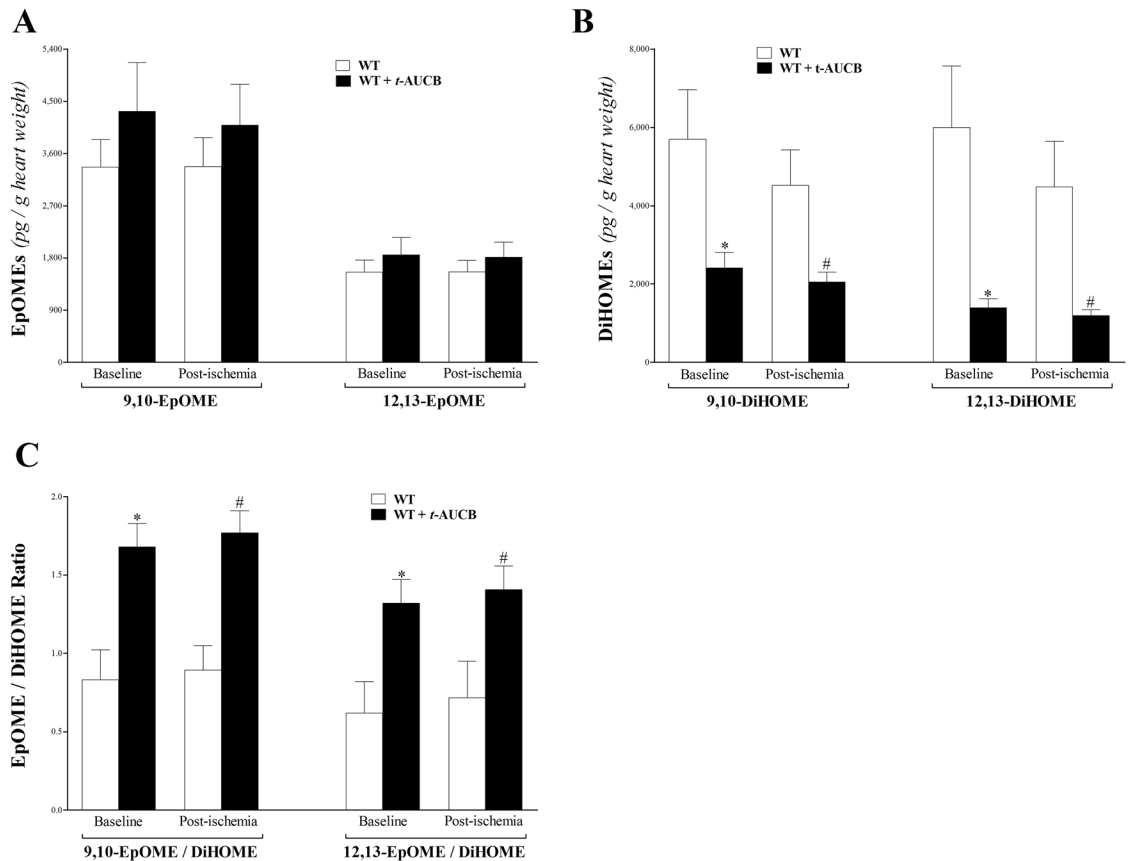 A
EpOMEs (pg / g heart weight)
5,400
4,500
3,600
2,700
1,800
900
0
WT
WT + t-AUCB
Baseline
Post-ischemia
Baseline
Post-ischemia
9,10-EpOME
12,13-EpOME
B
DiHOMEs (pg / g heart weight)
8,000
6,000
4,000
2,000
0
WT
WT + t-AUCB
*
#
*
#
Baseline
Post-ischemia
Baseline
Post-ischemia
9,10-DiHOME
12,13-DiHOME
C
EpOME / DiHOME Ratio
2.0
1.5
1.0
0.5
0.0
WT
WT + t-AUCB
*
#
*
#
Baseline
Post-ischemia
Baseline
Post-ischemia
9,10-EpOME / DiHOME
12,13-EpOME / DiHOME